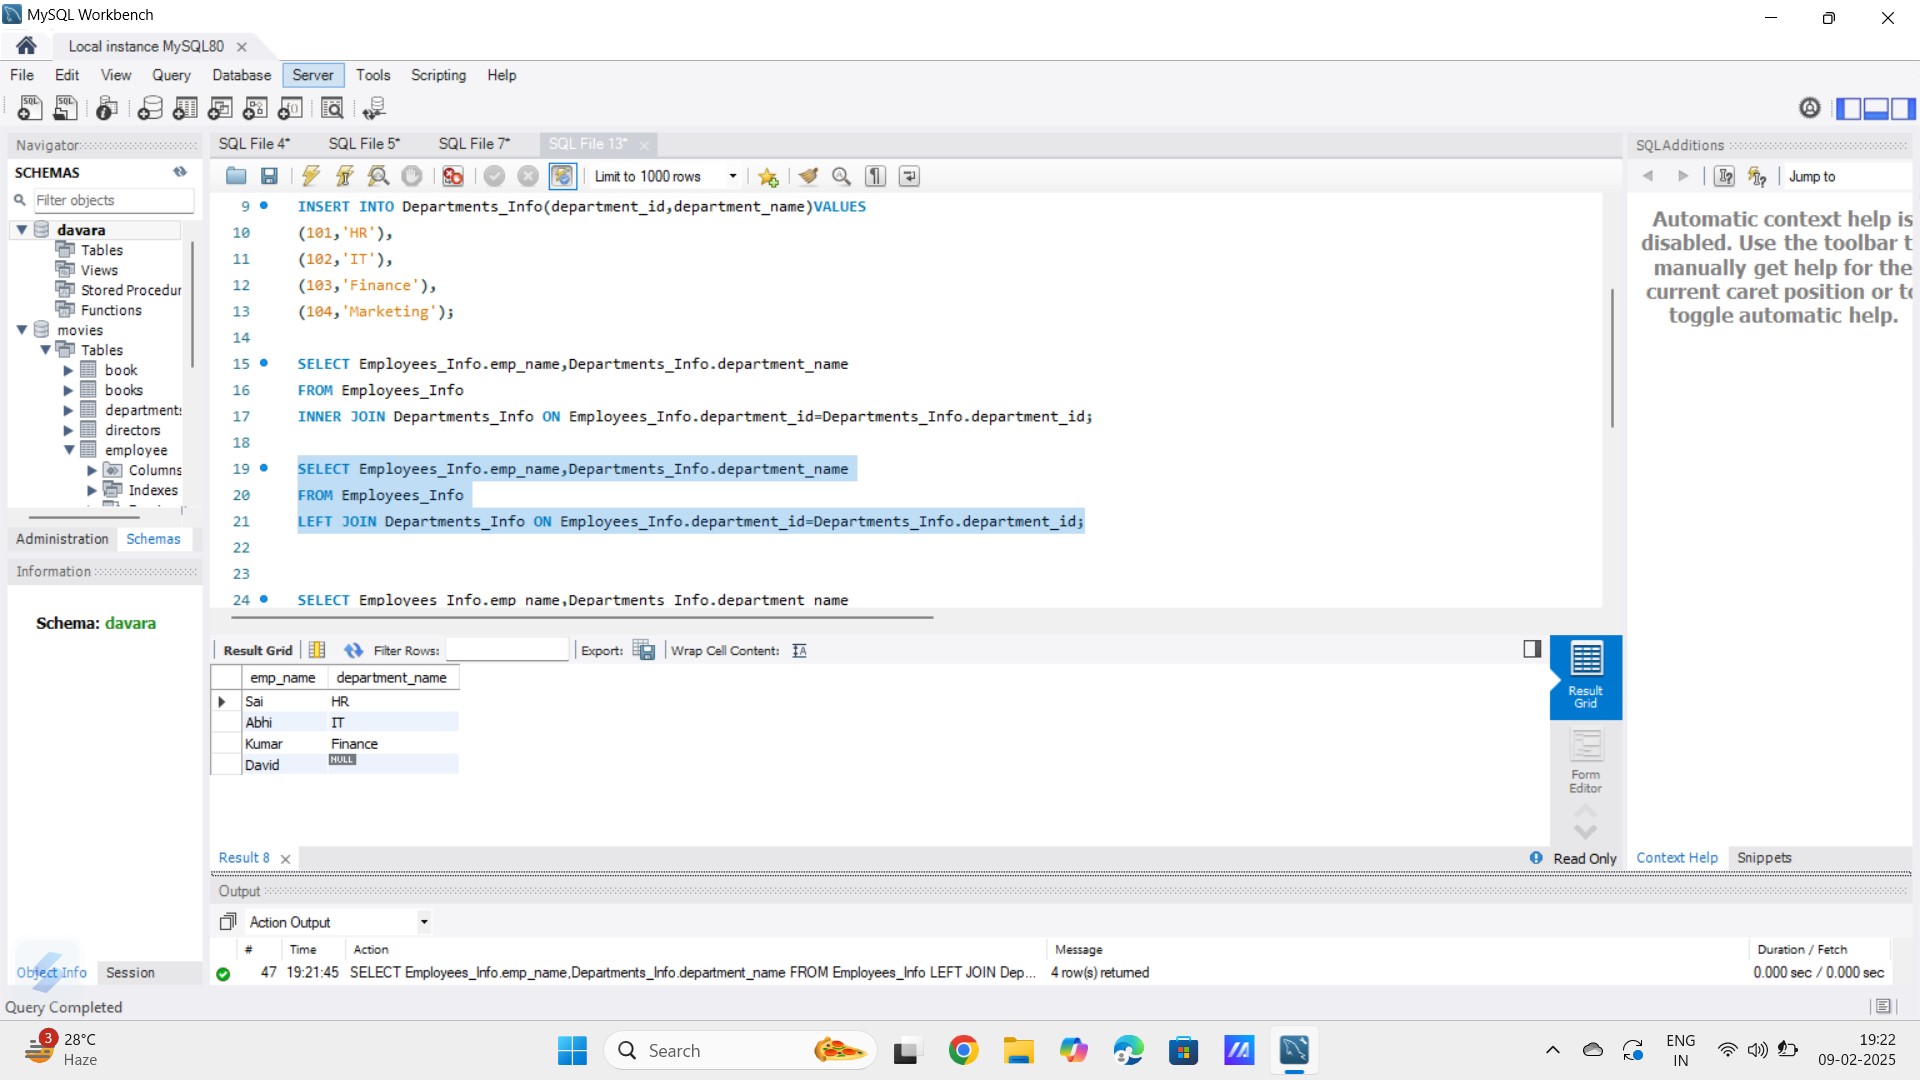 MySQL Workbench
Local instance MySQL80
File Edit View Query Database Server Tools Scripting Help
Navigator
SCHEMAS
Filter objects
davara
Tables
Views
Stored Procedur
Functions
movies
Tables
book
books
departments
directors
employee
Columns
Indexes
Administration Schemas
Information
Schema: davara
Object Info Session
SQL File 4* SQL File 5* SQL File 7* SQL File 13*
Limit to 1000 rows
9 INSERT INTO Departments_Info(department_id,department_name)VALUES
10 (101,'HR'),
11 (102,'IT'),
12 (103,'Finance'),
13 (104,'Marketing');
14
15 SELECT Employees_Info.emp_name,Departments_Info.department_name
16 FROM Employees_Info
17 INNER JOIN Departments_Info ON Employees_Info.department_id=Departments_Info.department_id;
18
19 SELECT Employees_Info.emp_name,Departments_Info.department_name
20 FROM Employees_Info
21 LEFT JOIN Departments_Info ON Employees_Info.department_id=Departments_Info.department_id;
22
23
24 SELECT Employees_Info.emp_name,Departments_Info.department_name
Result Grid Filter Rows: Export: Wrap Cell Content:
emp_name department_name
Sai HR
Abhi IT
Kumar Finance
David NULL
Result
Grid
Form
Editor
Result 8
Read Only
SQLAdditions
Jump to
Automatic context help is
disabled. Use the toolbar t
manually get help for the
current caret position or to
toggle automatic help.
Context Help Snippets
Output
Action Output
# Time Action Message Duration / Fetch
47 19:21:45 SELECT Employees_Info.emp_name,Departments_Info.department_name FROM Employees_Info LEFT JOIN Dep... 4 row(s) returned 0.000 sec / 0.000 sec
Query Completed
3
28°C
Haze
Search
ENG
IN
19:22
09-02-2025